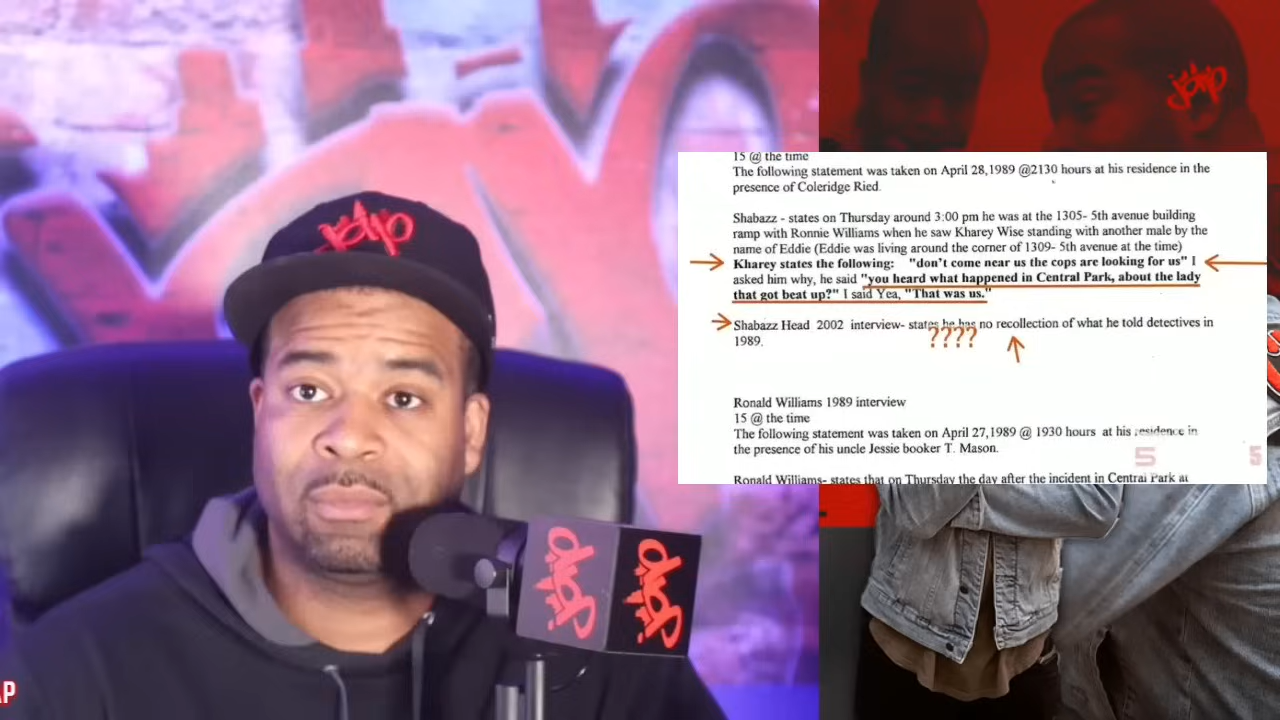 jdip
15 @ the time
The following statement was taken on April 28,1989 @2130 hours at his residence in the
presence of Coleridge Ried.
Shabazz - states on Thursday around 3:00 pm he was at the 1305- 5th avenue building
ramp with Ronnie Williams when he saw Kharey Wise standing with another male by the
name of Eddie (Eddie was living around the corner of 1309- 5th avenue at the time)
Kharey states the following: "don't come near us the cops are looking for us" I
asked him why, he said "you heard what happened in Central Park, about the lady
that got beat up?" I said Yea, "That was us."
Shabazz Head 2002 interview- states he has no recollection of what he told detectives in
????
1989.
Ronald Williams 1989 interview
15 @ the time
The following statement was taken on April 27,1989 @ 1930 hours at his residence in
the presence of his uncle Jessie booker T. Mason.
5 5
Ronald Williams- states that on Thursday the day after the incident in Central Park at
AP